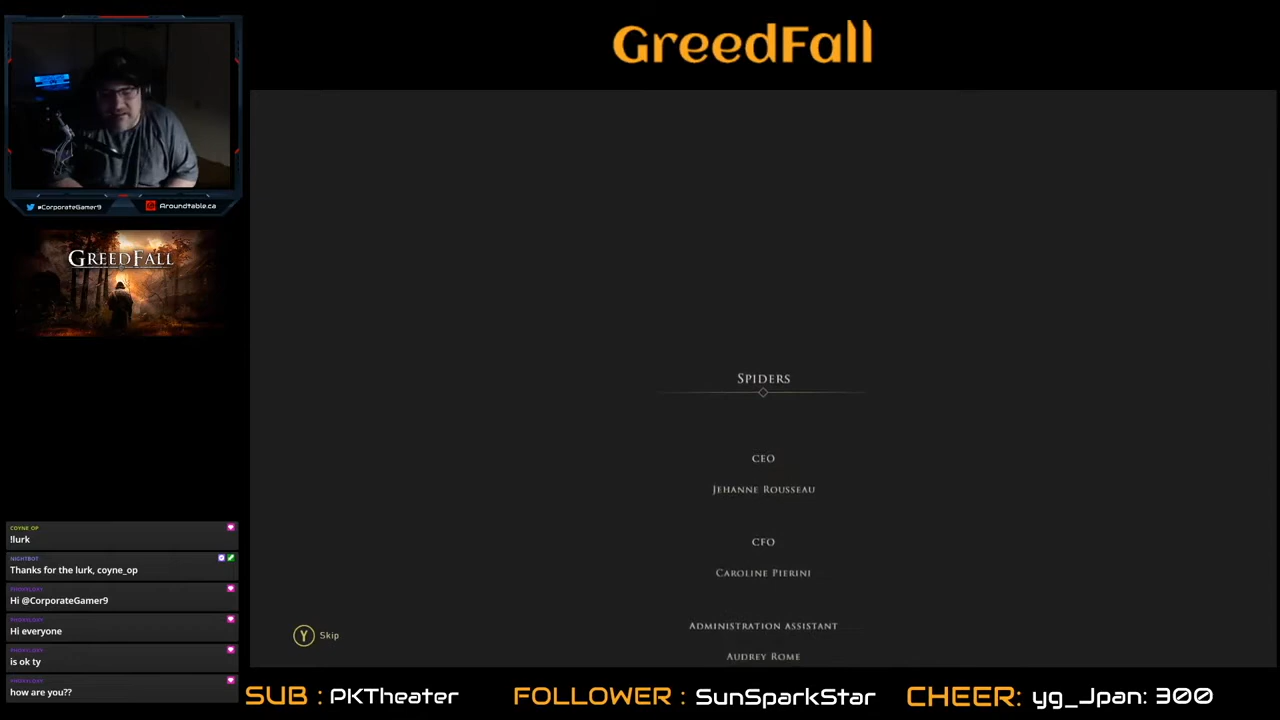 GreedFall
@CorporateGamer9
Aroundtable.ca
GREEDFALL
SPIDERS
CEO
JEHANNE ROUSSEAU
CFO
CAROLINE PIERINI
ADMINISTRATION ASSISTANT
AUDREY ROME
Y Skip
COYNE_OP
!lurk
NIGHTBOT
Thanks for the lurk, coyne_op
Hi @CorporateGamer9
Hi everyone
is ok ty
how are you??
SUB : PKTheater FOLLOWER : SunSparkStar CHEER: yg_Jpan: 300